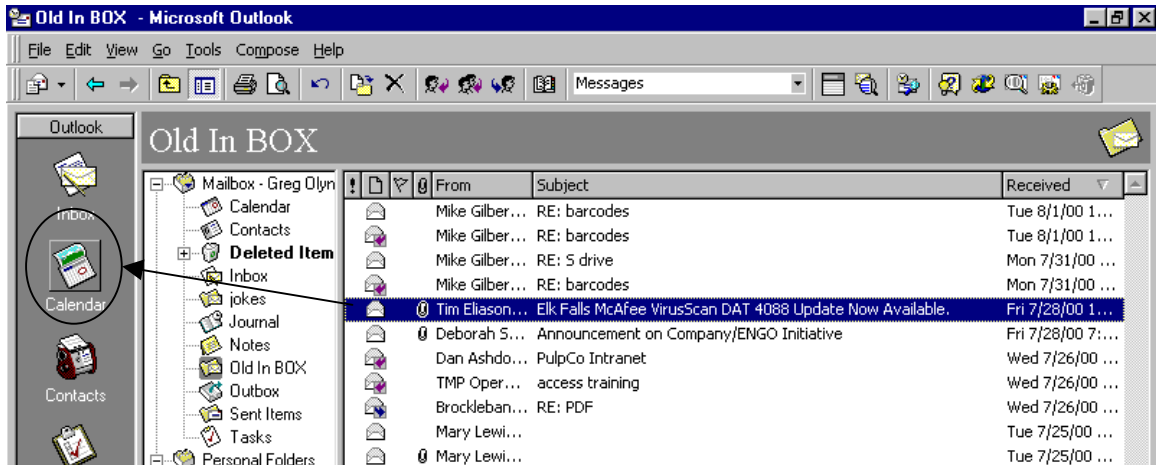 Old In BOX - Microsoft Outlook
File Edit View Go Tools Compose Help
Messages
Outlook
Inbox
Calendar
Contacts
Old In BOX
Mailbox - Greg Olyn
Calendar
Contacts
Deleted Item
Inbox
jokes
Journal
Notes
Old In BOX
Outbox
Sent Items
Tasks
Personal Folders
From Subject Received
Mike Gilber... RE: barcodes Tue 8/1/00 1...
Mike Gilber... RE: barcodes Tue 8/1/00 1...
Mike Gilber... RE: S drive Mon 7/31/00 ...
Mike Gilber... RE: barcodes Mon 7/31/00 ...
Tim Eliason... Elk Falls McAfee VirusScan DAT 4088 Update Now Available. Fri 7/28/00 1...
Deborah S... Announcement on Company/ENGO Initiative Fri 7/28/00 7:...
Dan Ashdo... PulpCo Intranet Wed 7/26/00 ...
TMP Oper... access training Wed 7/26/00 ...
Brockleban... RE: PDF Wed 7/26/00 ...
Mary Lewi... Tue 7/25/00 ...
Mary Lewi... Tue 7/25/00 ...